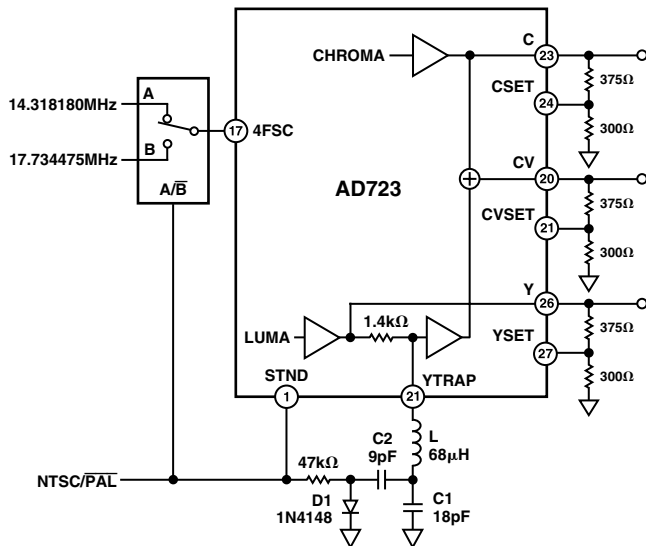 C
CHROMA
23
CSET
375Ω
A
14.318180MHz
24
17
4FSC
300Ω
B
17.734475MHz
CV
A/B̅
20
AD723
375Ω
CVSET
21
300Ω
Y
1.4kΩ
26
LUMA
YSET
375Ω
STND
YTRAP
27
1
21
300Ω
C2
9pF
L
68μH
47kΩ
NTSC/P̅A̅L̅
D1
1N4148
C1
18pF